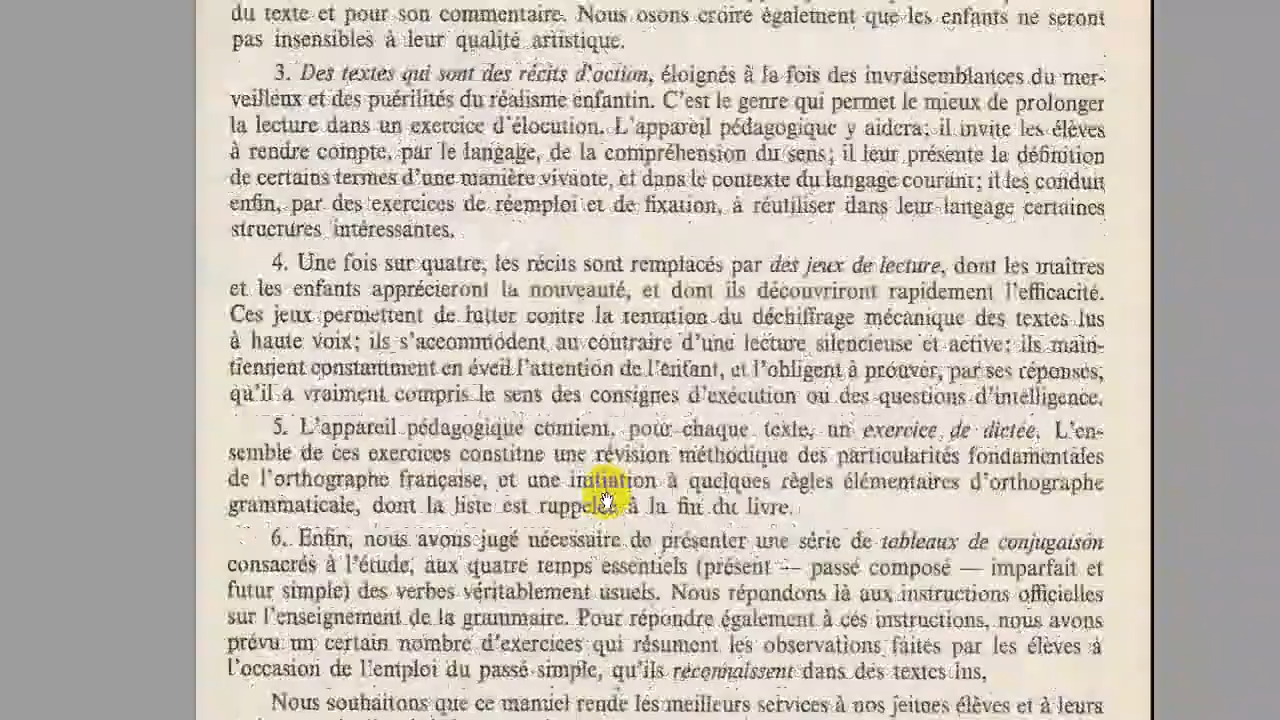 du texte et pour son commentaire. Nous osons croire également que les enfants ne seront
pas insensibles à leur qualité artistique.
3. Des textes qui sont des récits d'action, éloignés à la fois des invraisemblances du mer-
veilleux et des puérilités du réalisme enfantin. C'est le genre qui permet le mieux de prolonger
la lecture dans un exercice d'élocution. L'appareil pédagogique y aidera; il invite les élèves
à rendre compte, par le langage, de la compréhension du sens; il leur présente la définition
de certains termes d'une manière vivante, et dans le contexte du langage courant; il les conduit
enfin, par des exercices de réemploi et de fixation, à réutiliser dans leur langage certaines
structures intéressantes.
4. Une fois sur quatre, les récits sont remplacés par des jeux de lecture, dont les maîtres
et les enfants apprécieront la nouveauté, et dont ils découvriront rapidement l'efficacité.
Ces jeux permettent de lutter contre la tentation du déchiffrage mécanique des textes lus
à haute voix; ils s'accommodent au contraire d'une lecture silencieuse et active; ils main-
tiennent constamment en éveil l'attention de l'enfant, et l'obligent à prouver, par ses réponses,
qu'il a vraiment compris le sens des consignes d'exécution ou des questions d'intelligence.
5. L'appareil pédagogique contient, pour chaque texte, un exercice de dictée. L'en-
semble de ces exercices constitue une révision méthodique des particularités fondamentales
de l'orthographe française, et une initiation à quelques règles élémentaires d'orthographe
grammaticale, dont la liste est rappelée à la fin du livre.
6. Enfin, nous avons jugé nécessaire de présenter une série de tableaux de conjugaison
consacrés à l'étude, aux quatre temps essentiels (présent — passé composé — imparfait et
futur simple) des verbes véritablement usuels. Nous répondons là aux instructions officielles
sur l'enseignement de la grammaire. Pour répondre également à ces instructions, nous avons
prévu un certain nombre d'exercices qui résument les observations faites par les élèves à
l'occasion de l'emploi du passé simple, qu'ils reconnaissent dans des textes lus.
Nous souhaitons que ce manuel rende les meilleurs services à nos jeunes élèves et à leurs